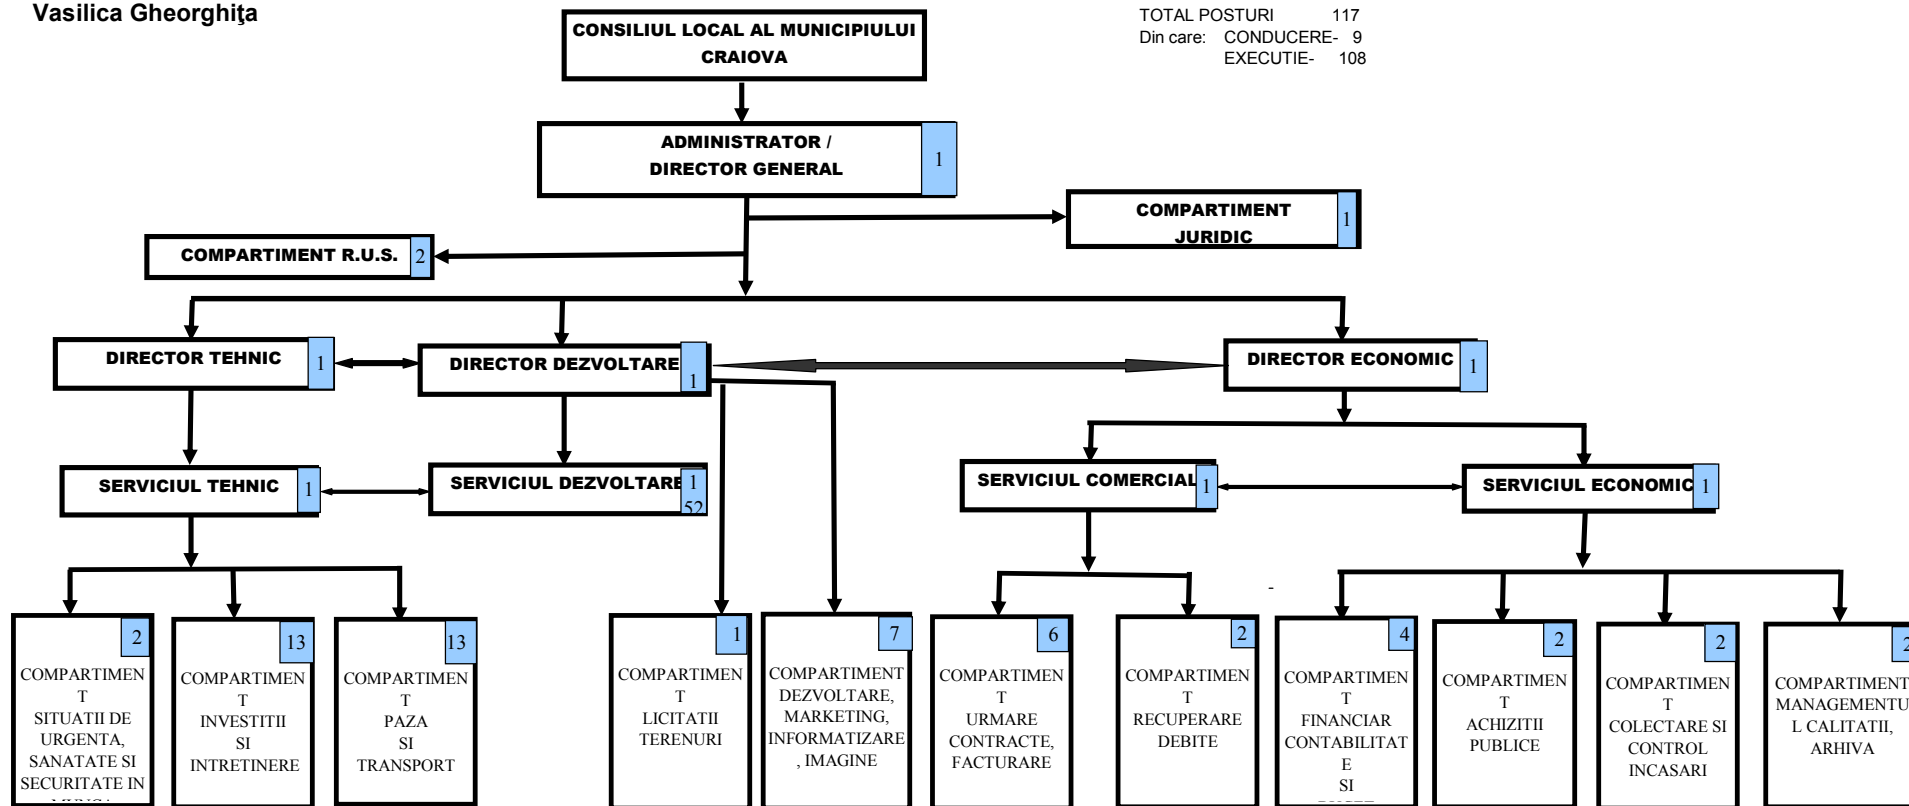 Vasilica Gheorghiţa
TOTAL POSTURI 117
Din care: CONDUCERE- 9
EXECUTIE- 108
CONSILIUL LOCAL AL MUNICIPIULUI
CRAIOVA
ADMINISTRATOR /
DIRECTOR GENERAL
1
COMPARTIMENT
JURIDIC
1
COMPARTIMENT R.U.S.
2
DIRECTOR TEHNIC
1
DIRECTOR DEZVOLTARE
1
DIRECTOR ECONOMIC
1
SERVICIUL TEHNIC
1
SERVICIUL DEZVOLTARE
1
52
SERVICIUL COMERCIAL
1
SERVICIUL ECONOMIC
1
-
2
COMPARTIMEN
T
SITUATII DE
URGENTA,
SANATATE SI
SECURITATE IN
13
COMPARTIMEN
T
INVESTITII
SI
INTRETINERE
13
COMPARTIMEN
T
PAZA
SI
TRANSPORT
1
COMPARTIMEN
T
LICITATII
TERENURI
7
COMPARTIMENT
DEZVOLTARE,
MARKETING,
INFORMATIZARE
, IMAGINE
6
COMPARTIMEN
T
URMARE
CONTRACTE,
FACTURARE
2
COMPARTIMEN
T
RECUPERARE
DEBITE
4
COMPARTIMEN
T
FINANCIAR
CONTABILITAT
E
SI
2
COMPARTIMEN
T
ACHIZITII
PUBLICE
2
COMPARTIMEN
T
COLECTARE SI
CONTROL
INCASARI
2
COMPARTIMENT
MANAGEMENTU
L CALITATII,
ARHIVA